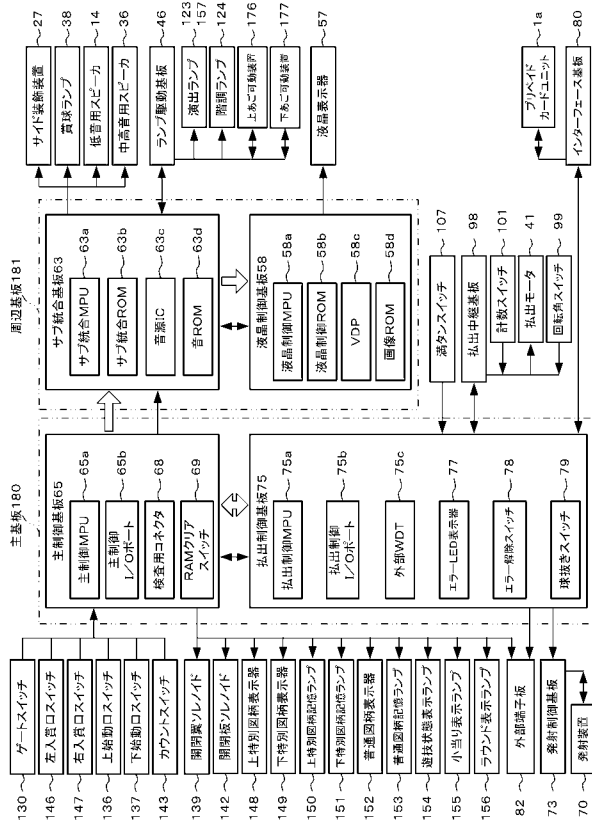 主基板180
主制御基板65
主制御MPU
65a
主制御
I/Oポート
65b
検査用コネクタ
68
RAMクリア
スイッチ
69
払出制御基板75
払出制御MPU
75a
払出制御
I/Oポート
75b
外部WDT
75c
エラーLED表示器
77
エラー解除スイッチ
78
球抜きスイッチ
79
周辺基板181
サブ統合基板63
サブ統合MPU
63a
サブ統合ROM
63b
音源IC
63c
音ROM
63d
液晶制御基板58
液晶制御MPU
58a
液晶制御ROM
58b
VDP
58c
画像ROM
58d
サイド装飾装置
27
賞球ランプ
38
低音用スピーカ
14
中高音用スピーカ
36
ランプ駆動基板
46
演出ランプ
123
157
階調ランプ
124
上あご可動装置
176
下あご可動装置
177
液晶表示器
57
満タンスイッチ
107
払出中継基板
98
計数スイッチ
101
払出モータ
41
回転角スイッチ
99
プリペイド
カードユニット
1a
インターフェース基板
80
130
ゲートスイッチ
146
左入賞口スイッチ
147
右入賞口スイッチ
136
上始動口スイッチ
137
下始動口スイッチ
143
カウントスイッチ
139
開閉翼ソレノイド
142
開閉板ソレノイド
148
上特別図柄表示器
149
下特別図柄表示器
150
上特別図柄記憶ランプ
151
下特別図柄記憶ランプ
152
普通図柄表示器
153
普通図柄記憶ランプ
154
遊技状態表示ランプ
155
小当り表示ランプ
156
ラウンド表示ランプ
82
外部端子板
73
発射制御基板
70
発射装置